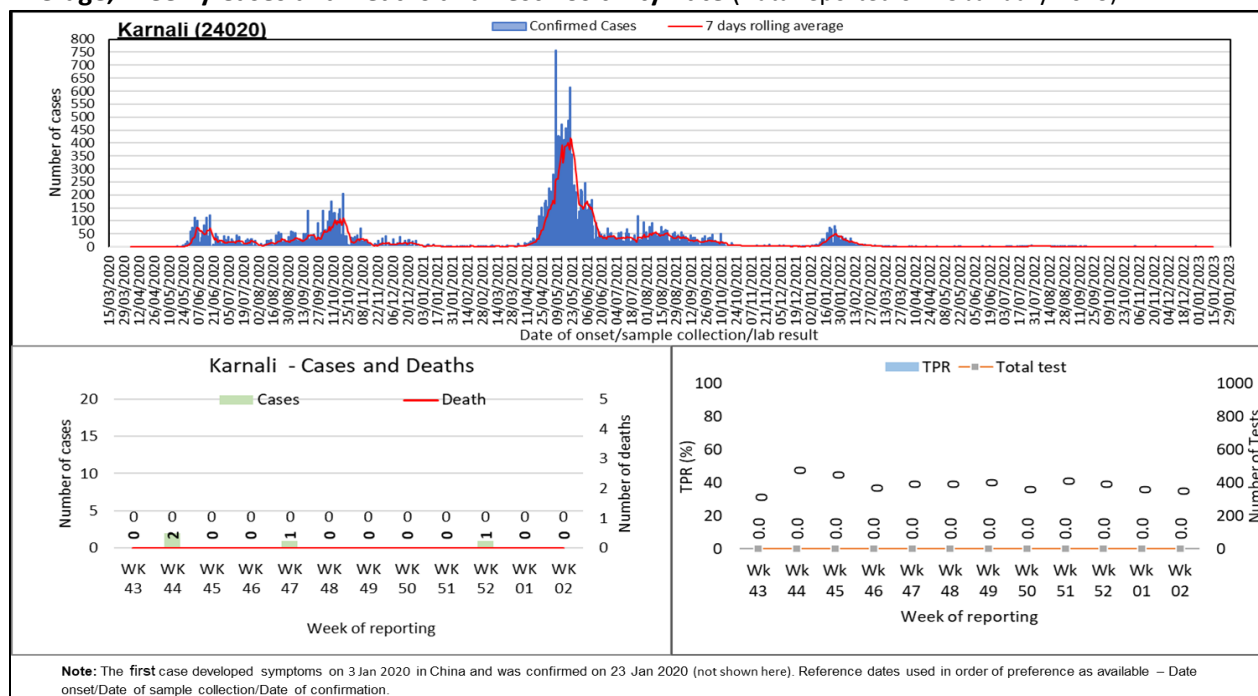 Karnali (24020)
Confirmed Cases
7 days rolling average
Number of cases
800
750
700
650
600
550
500
450
400
350
300
250
200
150
100
50
0
15/03/2020
29/03/2020
12/04/2020
26/04/2020
10/05/2020
24/05/2020
07/06/2020
21/06/2020
05/07/2020
19/07/2020
02/08/2020
16/08/2020
30/08/2020
13/09/2020
27/09/2020
11/10/2020
25/10/2020
08/11/2020
22/11/2020
06/12/2020
20/12/2020
03/01/2021
17/01/2021
31/01/2021
14/02/2021
28/02/2021
14/03/2021
28/03/2021
11/04/2021
25/04/2021
09/05/2021
23/05/2021
06/06/2021
20/06/2021
04/07/2021
18/07/2021
01/08/2021
15/08/2021
29/08/2021
12/09/2021
26/09/2021
10/10/2021
24/10/2021
07/11/2021
21/11/2021
05/12/2021
19/12/2021
02/01/2022
16/01/2022
30/01/2022
13/02/2022
27/02/2022
13/03/2022
27/03/2022
10/04/2022
24/04/2022
08/05/2022
22/05/2022
05/06/2022
19/06/2022
03/07/2022
17/07/2022
31/07/2022
14/08/2022
28/08/2022
11/09/2022
25/09/2022
09/10/2022
23/10/2022
06/11/2022
20/11/2022
04/12/2022
18/12/2022
01/01/2023
15/01/2023
29/01/2023
Date of onset/sample collection/lab result
Karnali - Cases and Deaths
Cases
Death
Number of cases
20
15
10
5
0
Number of deaths
5
4
3
2
1
0
0 0 0 0 0 0 0 0 0 0 0 0
0 2 0 0 1 0 0 0 0 1 0 0
WK 43
WK 44
WK 45
WK 46
WK 47
WK 48
WK 49
WK 50
WK 51
WK 52
WK 01
WK 02
Week of reporting
TPR
Total test
TPR (%)
100
80
60
40
20
0
Number of Tests
1000
800
600
400
200
0
0 0 0 0 0 0 0 0 0 0 0 0
0.0 0.0 0.0 0.0 0.0 0.0 0.0 0.0 0.0 0.0 0.0 0.0
Wk 43
Wk 44
Wk 45
Wk 46
Wk 47
Wk 48
Wk 49
Wk 50
Wk 51
Wk 52
Wk 01
Wk 02
Week of reporting
Note: The first case developed symptoms on 3 Jan 2020 in China and was confirmed on 23 Jan 2020 (not shown here). Reference dates used in order of preference as available – Date
onset/Date of sample collection/Date of confirmation.